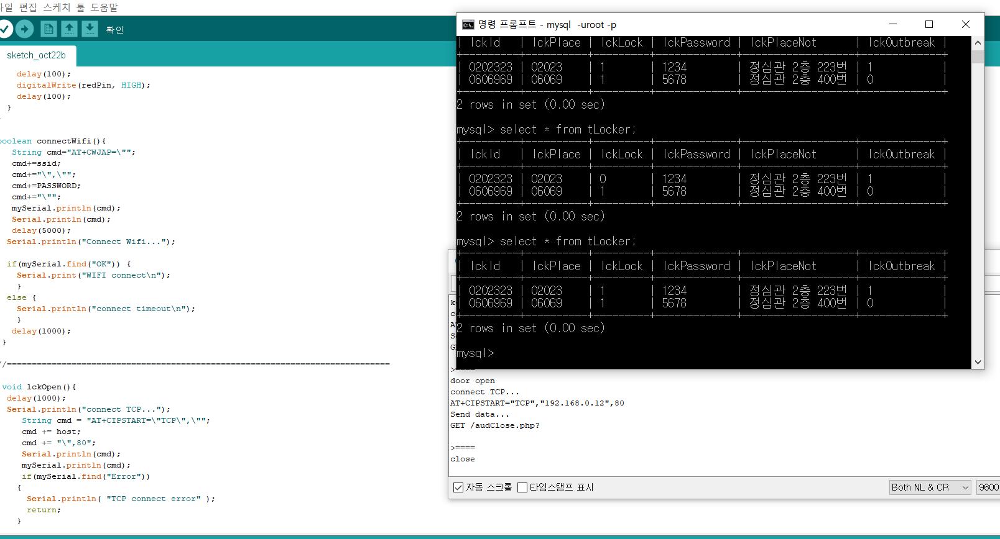 파일 편집 스케치 툴 도움말
확인
sketch_oct22b
delay(100);
digitalWrite(redPin, HIGH);
delay(100);
}
boolean connectWifi(){
String cmd="AT+CWJAP=\"";
cmd+=ssid;
cmd+="\",\"";
cmd+=PASSWORD;
cmd+="\"";
mySerial.println(cmd);
Serial.println(cmd);
delay(5000);
Serial.println("Connect Wifi...");
if(mySerial.find("OK")) {
Serial.print("WIFI connect\n");
}
else {
Serial.println("connect timeout\n");
}
delay(1000);
}
//=============================================================================
void lckOpen(){
delay(1000);
Serial.println("connect TCP...");
String cmd = "AT+CIPSTART=\"TCP\",\"";
cmd += host;
cmd += "\",80";
Serial.println(cmd);
mySerial.println(cmd);
if(mySerial.find("Error"))
{
Serial.println( "TCP connect error" );
return;
}
명령 프롬프트 - mysql  -uroot -p
| lckId | lckPlace | lckLock | lckPassword | lckPlaceNot | lckOutbreak |
+---------+----------+---------+-------------+-----------------+-------------+
| 0202323 | 02023 | 1 | 1234 | 정심관 2층 223번 | 1 |
| 0606969 | 06069 | 1 | 5678 | 정심관 2층 400번 | 0 |
+---------+----------+---------+-------------+-----------------+-------------+
2 rows in set (0.00 sec)
mysql> select * from tLocker;
+---------+----------+---------+-------------+-----------------+-------------+
| lckId | lckPlace | lckLock | lckPassword | lckPlaceNot | lckOutbreak |
+---------+----------+---------+-------------+-----------------+-------------+
| 0202323 | 02023 | 0 | 1234 | 정심관 2층 223번 | 1 |
| 0606969 | 06069 | 1 | 5678 | 정심관 2층 400번 | 0 |
+---------+----------+---------+-------------+-----------------+-------------+
2 rows in set (0.00 sec)
mysql> select * from tLocker;
+---------+----------+---------+-------------+-----------------+-------------+
| lckId | lckPlace | lckLock | lckPassword | lckPlaceNot | lckOutbreak |
+---------+----------+---------+-------------+-----------------+-------------+
| 0202323 | 02023 | 1 | 1234 | 정심관 2층 223번 | 1 |
| 0606969 | 06069 | 1 | 5678 | 정심관 2층 400번 | 0 |
+---------+----------+---------+-------------+-----------------+-------------+
2 rows in set (0.00 sec)
mysql>
>====
door open
connect TCP...
AT+CIPSTART="TCP","192.168.0.12",80
Send data...
GET /audClose.php?
>====
close
자동 스크롤 타임스탬프 표시
Both NL & CR
9600